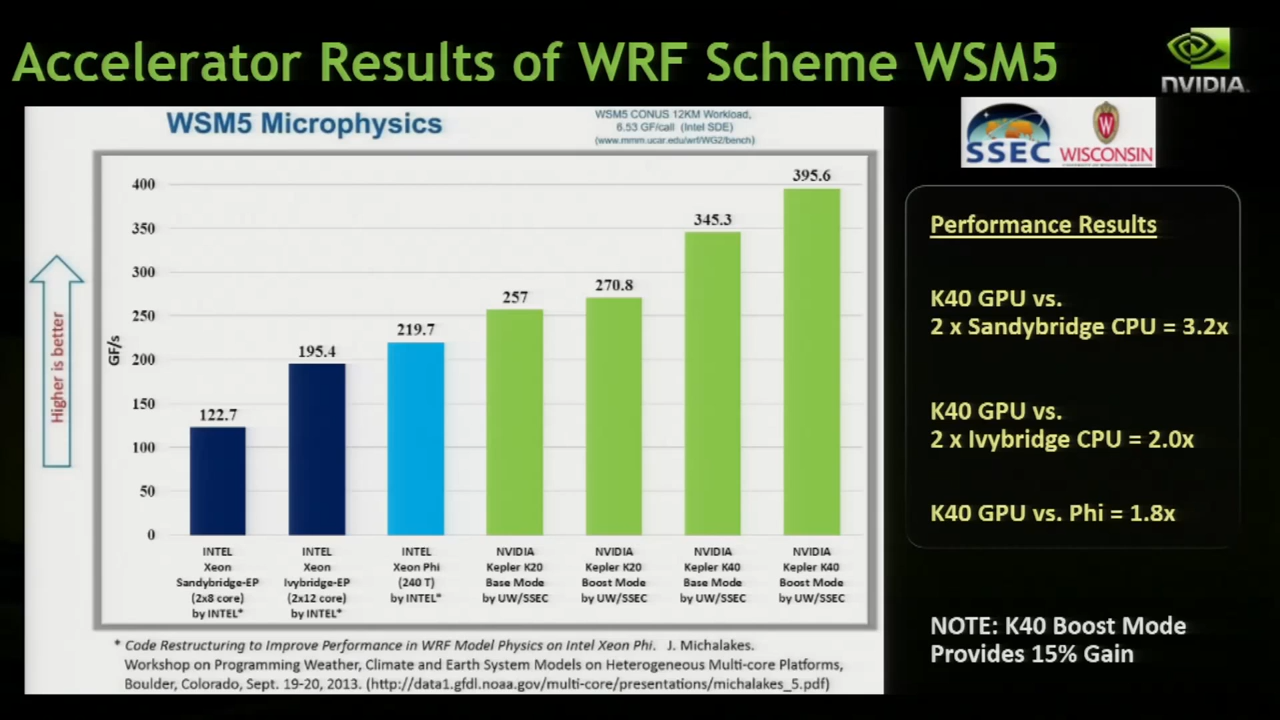 Accelerator Results of WRF Scheme WSM5
NVIDIA.
WSM5 Microphysics
WSM5 CONUS 12KM Workload,
6.53 GF/call (Intel SDE)
(www.mmm.ucar.edu/wrf/WG2/bench)
SSEC
WISCONSIN
Higher is better
GF/s
400
350
300
250
200
150
100
50
0
122.7
195.4
219.7
257
270.8
345.3
395.6
INTEL
Xeon
Sandybridge-EP
(2x8 core)
by INTEL*
INTEL
Xeon
Ivybridge-EP
(2x12 core)
by INTEL*
INTEL
Xeon Phi
(240 T)
by INTEL*
NVIDIA
Kepler K20
Base Mode
by UW/SSEC
NVIDIA
Kepler K20
Boost Mode
by UW/SSEC
NVIDIA
Kepler K40
Base Mode
by UW/SSEC
NVIDIA
Kepler K40
Boost Mode
by UW/SSEC
* Code Restructuring to Improve Performance in WRF Model Physics on Intel Xeon Phi. J. Michalakes.
Workshop on Programming Weather, Climate and Earth System Models on Heterogeneous Multi-core Platforms,
Boulder, Colorado, Sept. 19-20, 2013. (http://data1.gfdl.noaa.gov/multi-core/presentations/michalakes_5.pdf)
Performance Results
K40 GPU vs.
2 x Sandybridge CPU = 3.2x
K40 GPU vs.
2 x Ivybridge CPU = 2.0x
K40 GPU vs. Phi = 1.8x
NOTE: K40 Boost Mode
Provides 15% Gain